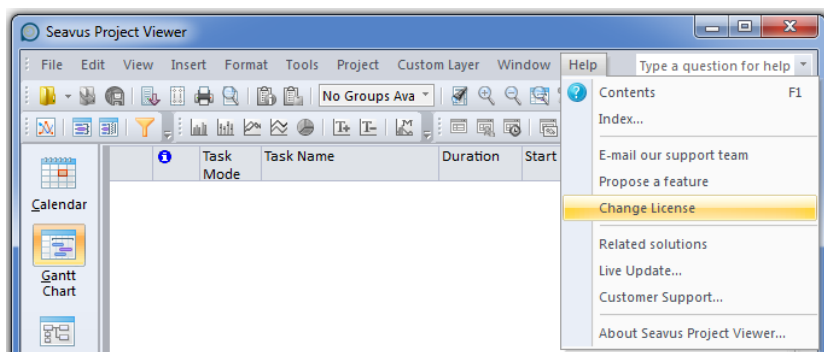 Seavus Project Viewer
File Edit View Insert Format Tools Project Custom Layer Window Help Type a question for help
No Groups Ava
Task Mode Task Name Duration Start
Calendar
Gantt
Chart
Contents F1
Index...
E-mail our support team
Propose a feature
Change License
Related solutions
Live Update...
Customer Support...
About Seavus Project Viewer...